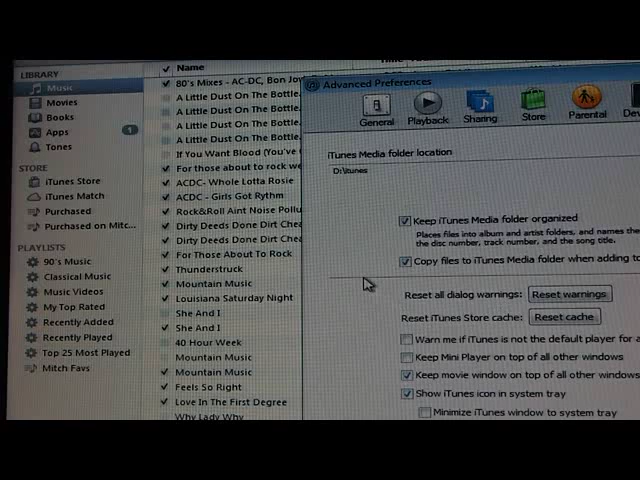 LIBRARY
Music
Movies
Books
Apps 1
Tones
STORE
iTunes Store
iTunes Match
Purchased
Purchased on Mitc...
PLAYLISTS
90's Music
Classical Music
Music Videos
My Top Rated
Recently Added
Recently Played
Top 25 Most Played
Mitch Favs
Name
80's Mixes - AC-DC, Bon Jov
A Little Dust On The Bottle.
A Little Dust On The Bottle.
A Little Dust On The Bottle.
A Little Dust On The Bottle.
If You Want Blood (You've
For those about to rock we
ACDC- Whole Lotta Rosie
ACDC - Girls Got Rythm
Rock&Roll Aint Noise Pollu
Dirty Deeds Done Dirt Chea
Dirty Deeds Done Dirt Chea
For Those About To Rock
Thunderstruck
Mountain Music
Louisiana Saturday Night
She And I
She And I
40 Hour Week
Mountain Music
Mountain Music
Feels So Right
Love In The First Degree
Why Lady Why
Advanced Preferences
General Playback Sharing Store Parental Dev
iTunes Media folder location
D:\itunes
Keep iTunes Media folder organized
Places files into album and artist folders, and names the
the disc number, track number, and the song title.
Copy files to iTunes Media folder when adding to
Reset all dialog warnings: Reset warnings
Reset iTunes Store cache: Reset cache
Warn me if iTunes is not the default player for a
Keep Mini Player on top of all other windows
Keep movie window on top of all other windows
Show iTunes icon in system tray
Minimize iTunes window to system tray